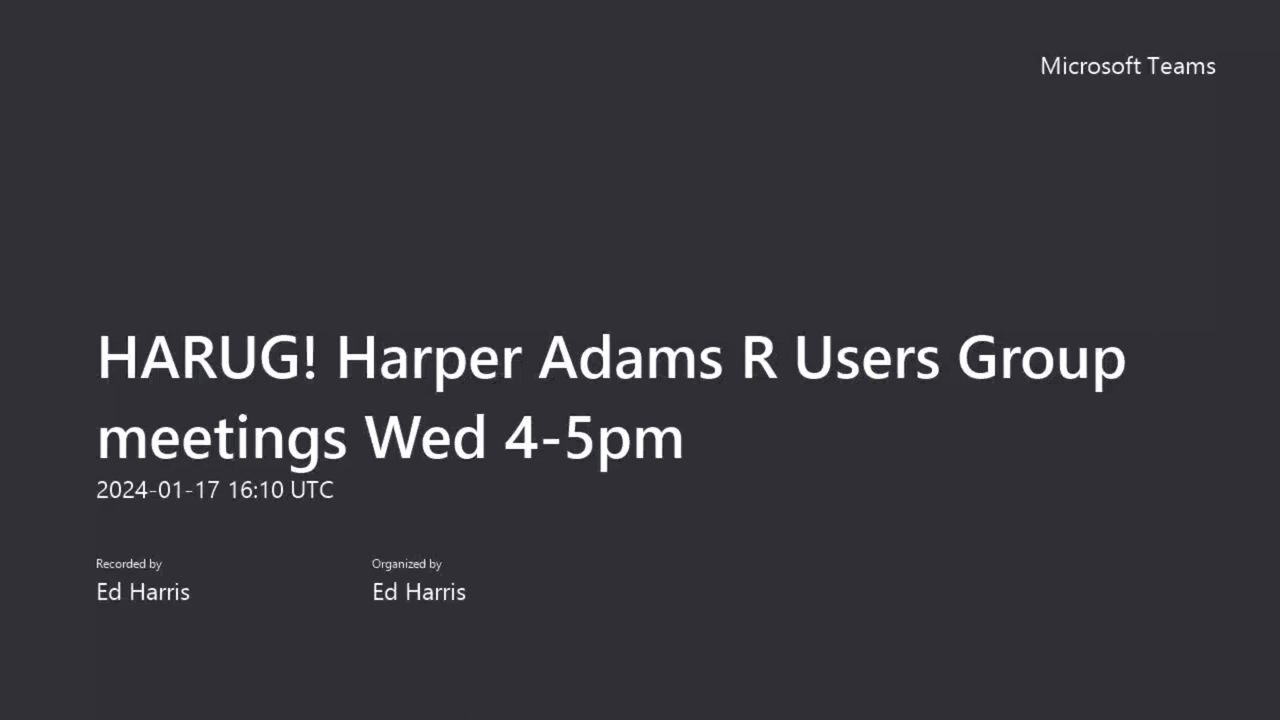 Microsoft Teams
HARUG! Harper Adams R Users Group
meetings Wed 4-5pm
2024-01-17 16:10 UTC
Recorded by
Ed Harris
Organized by
Ed Harris